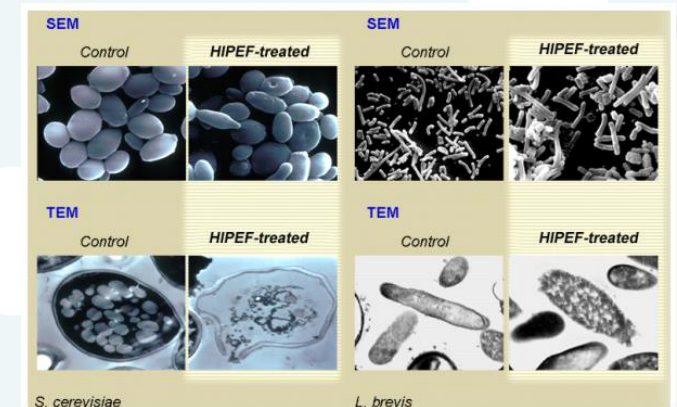 SEM
Control HIPEF-treated
SEM
Control HIPEF-treated
TEM
Control HIPEF-treated
TEM
Control HIPEF-treated
S. cerevisiae
L. brevis